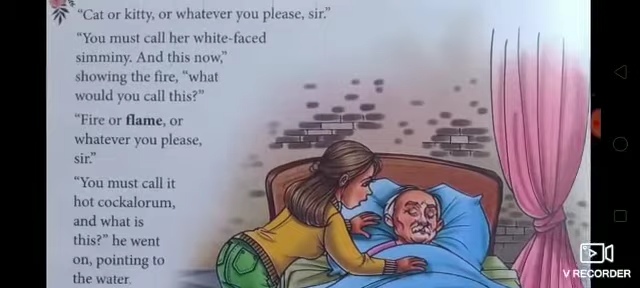 “Cat or kitty, or whatever you please, sir.”
“You must call her white-faced
simminy. And this now,”
showing the fire, “what
would you call this?”
“Fire or flame, or
whatever you please,
sir.”
“You must call it
hot cockalorum,
and what is
this?” he went
on, pointing to
the water.
V RECORDER